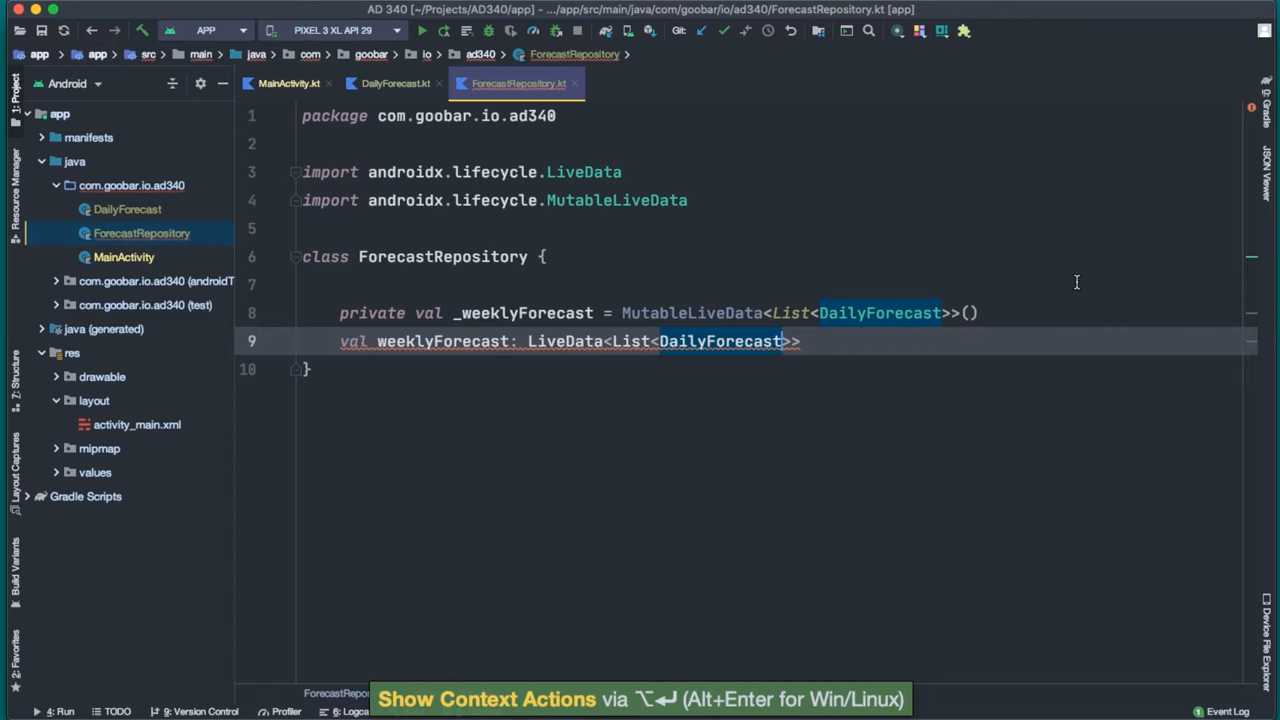 AD 340 [~/Projects/AD340/app] - .../app/src/main/java/com/goobar/io/ad340/ForecastRepository.kt [app]
APP
PIXEL 3 XL API 29
Git:
app
app
src
main
java
com
goobar
io
ad340
ForecastRepository
1: Project
Resource Manager
7: Structure
Layout Captures
Build Variants
2: Favorites
Android
MainActivity.kt
DailyForecast.kt
ForecastRepository.kt
app
manifests
java
com.goobar.io.ad340
DailyForecast
ForecastRepository
MainActivity
com.goobar.io.ad340 (androidT
com.goobar.io.ad340 (test)
java (generated)
res
drawable
layout
activity_main.xml
mipmap
values
Gradle Scripts
1 package com.goobar.io.ad340
2
3 import androidx.lifecycle.LiveData
4 import androidx.lifecycle.MutableLiveData
5
6 class ForecastRepository {
7
8 private val _weeklyForecast = MutableLiveData<List<DailyForecast>>()
9 val weeklyForecast: LiveData<List<DailyForecast>>
10 }
Gradle
JSON Viewer
Device File Explorer
ForecastRepo
Show Context Actions via ⌥↵ (Alt+Enter for Win/Linux)
4: Run
TODO
9: Version Control
Profiler
6: Logca
1 Event Log